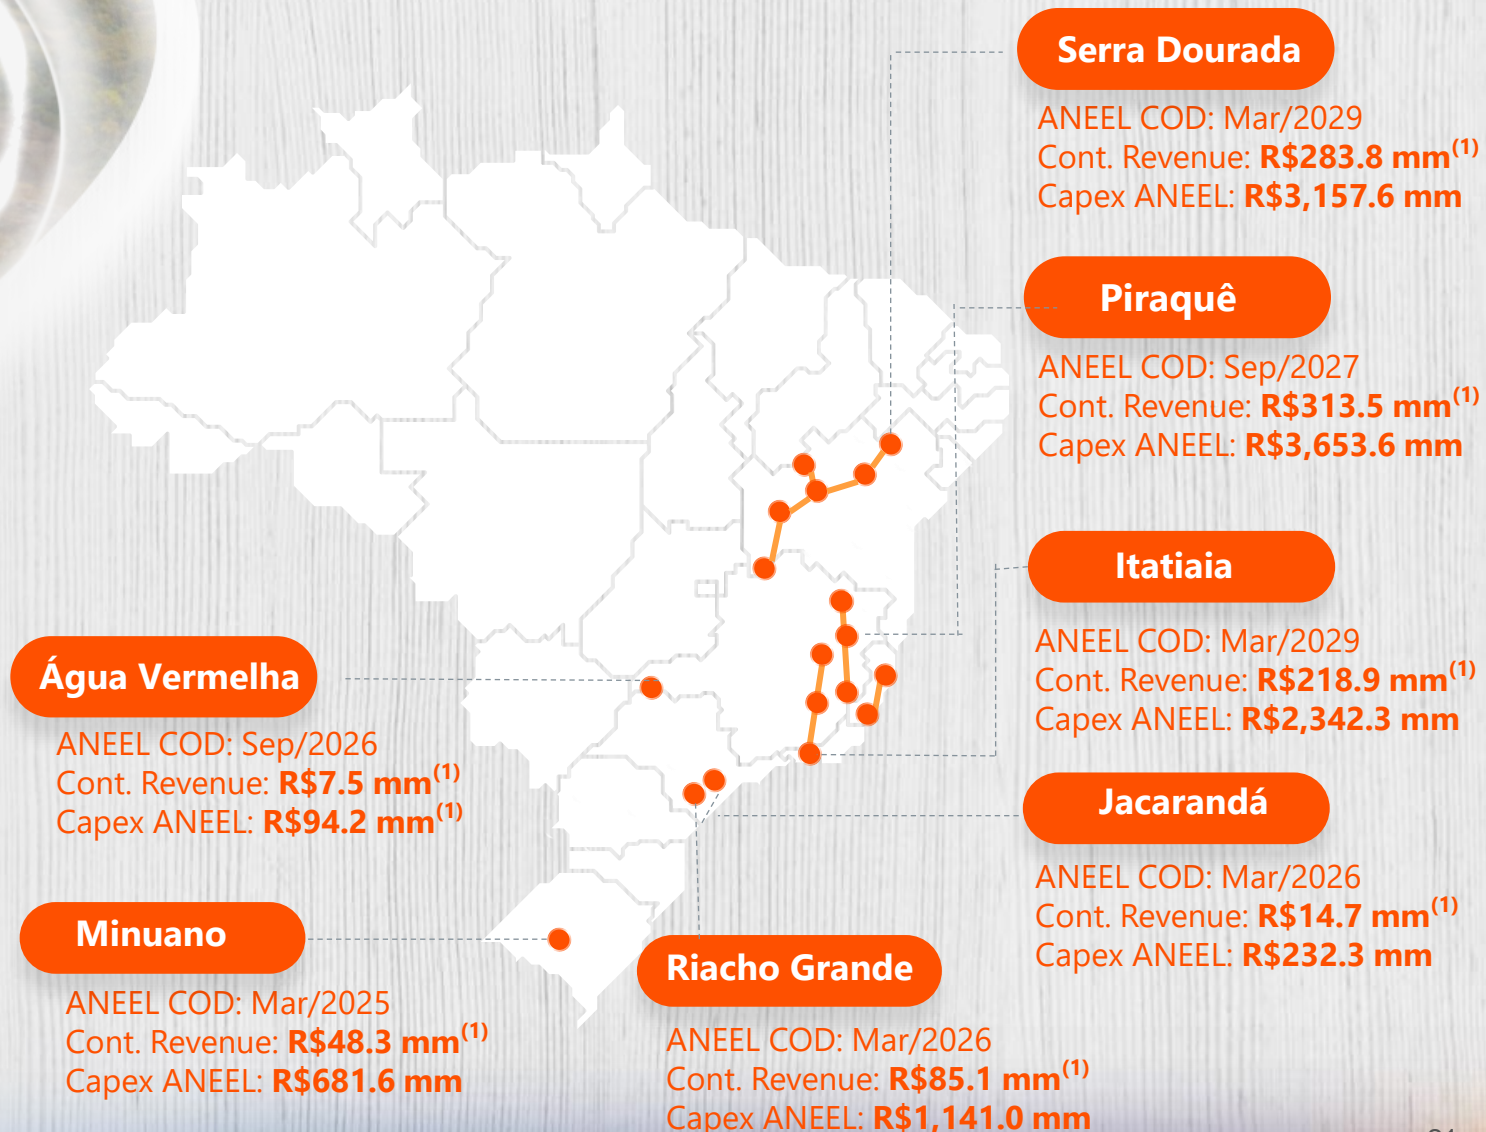 Serra Dourada
ANEEL COD: Mar/2029
Cont. Revenue: R$283.8 mm(1)
Capex ANEEL: R$3,157.6 mm
Piraquê
ANEEL COD: Sep/2027
Cont. Revenue: R$313.5 mm(1)
Capex ANEEL: R$3,653.6 mm
Itatiaia
ANEEL COD: Mar/2029
Cont. Revenue: R$218.9 mm(1)
Capex ANEEL: R$2,342.3 mm
Água Vermelha
ANEEL COD: Sep/2026
Cont. Revenue: R$7.5 mm(1)
Capex ANEEL: R$94.2 mm(1)
Jacarandá
ANEEL COD: Mar/2026
Cont. Revenue: R$14.7 mm(1)
Capex ANEEL: R$232.3 mm
Minuano
ANEEL COD: Mar/2025
Cont. Revenue: R$48.3 mm(1)
Capex ANEEL: R$681.6 mm
Riacho Grande
ANEEL COD: Mar/2026
Cont. Revenue: R$85.1 mm(1)
Capex ANEEL: R$1,141.0 mm